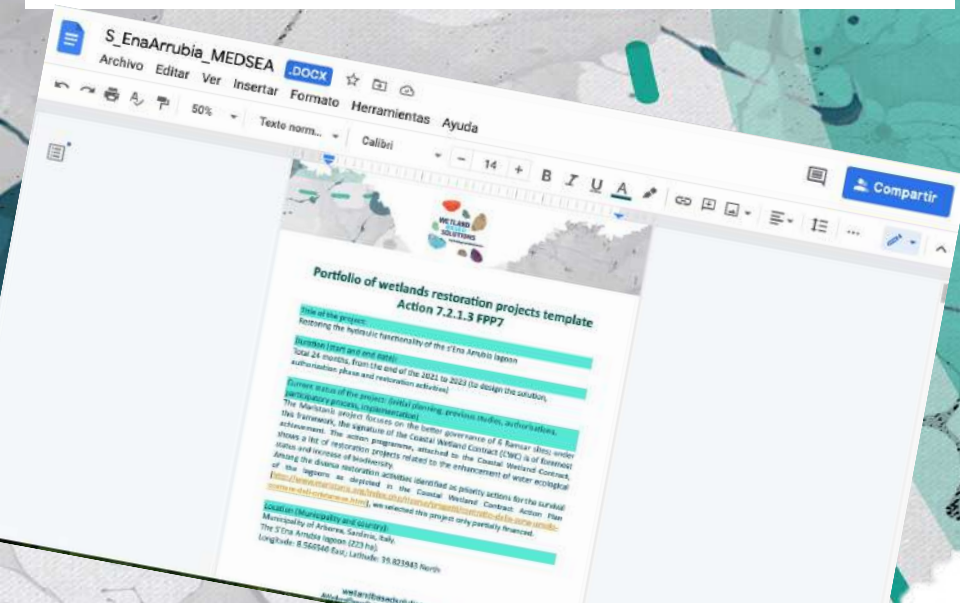 S_EnaArrubia_MEDSEA .DOCX
Archivo Editar Ver Insertar Formato Herramientas Ayuda
Compartir
50% Texto norm... Calibri 14 B I U A
WETLAND
BASED
SOLUTIONS
Portfolio of wetlands restoration projects template
Action 7.2.1.3 FPP7
Title of the project:
Restoring the hydraulic functionality of the s'Ena Arrubia lagoon
Duration (start and end date):
Total 24 months, from the end of the 2021 to 2023 (to design the solution,
authorization phase and restoration activities)
Current status of the project: (initial planning, previous studies, authorisations,
participatory process, implementation)
The Maristanis project focuses on the better governance of 6 Ramsar sites; under
this framework, the signature of the Coastal Wetland Contract (CWC) is of foremost
achievement. The action programme, attached to the Coastal Wetland Contract,
shows a list of restoration projects related to the enhancement of water ecological
status and increase of biodiversity.
Among the diverse restoration activities identified as priority actions for the survival
of the lagoons as depicted in the Coastal Wetland Contract: Action Plan
, we selected this project only partially financed.
Location (Municipality and country):
Municipality of Arborea, Sardinia, Italy.
The S'Ena Arrubia lagoon (223 ha).
Longitude: 8.566546 East; Latitude: 39.823943 North